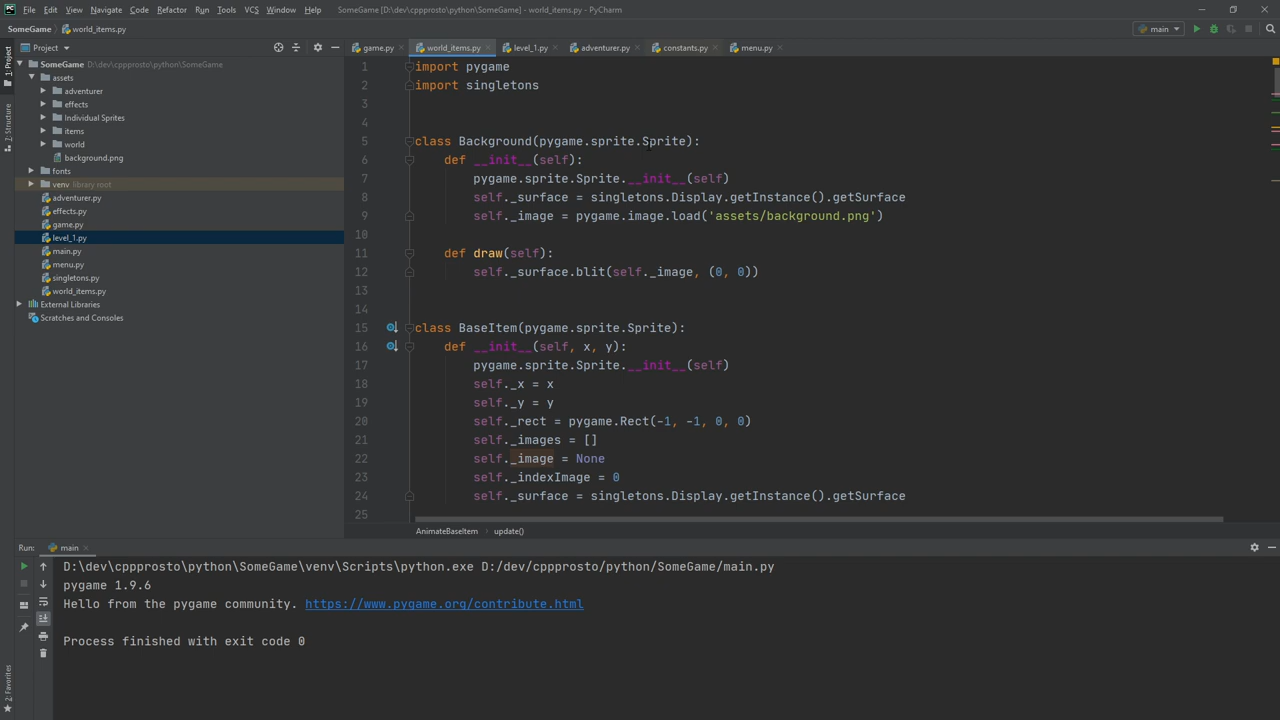 PC File Edit View Navigate Code Refactor Run Tools VCS Window Help SomeGame [D:\dev\cppprosto\python\SomeGame] - world_items.py - PyCharm
SomeGame world_items.py main
Project
game.py world_items.py level_1.py adventurer.py constants.py menu.py
1: Project
SomeGame D:\dev\cppprosto\python\SomeGame
assets
adventurer
effects
Individual Sprites
items
world
background.png
fonts
venv library root
adventurer.py
effects.py
game.py
level_1.py
main.py
menu.py
singletons.py
world_items.py
External Libraries
Scratches and Consoles
7: Structure
1 import pygame
2 import singletons
3
4
5 class Background(pygame.sprite.Sprite):
6 def __init__(self):
7 pygame.sprite.Sprite.__init__(self)
8 self._surface = singletons.Display.getInstance().getSurface
9 self._image = pygame.image.load('assets/background.png')
10
11 def draw(self):
12 self._surface.blit(self._image, (0, 0))
13
14
15 class BaseItem(pygame.sprite.Sprite):
16 def __init__(self, x, y):
17 pygame.sprite.Sprite.__init__(self)
18 self._x = x
19 self._y = y
20 self._rect = pygame.Rect(-1, -1, 0, 0)
21 self._images = []
22 self._image = None
23 self._indexImage = 0
24 self._surface = singletons.Display.getInstance().getSurface
25
AnimateBaseItem update()
Run: main
D:\dev\cppprosto\python\SomeGame\venv\Scripts\python.exe D:/dev/cppprosto/python/SomeGame/main.py
pygame 1.9.6
Hello from the pygame community. https://www.pygame.org/contribute.html
Process finished with exit code 0
2: Favorites